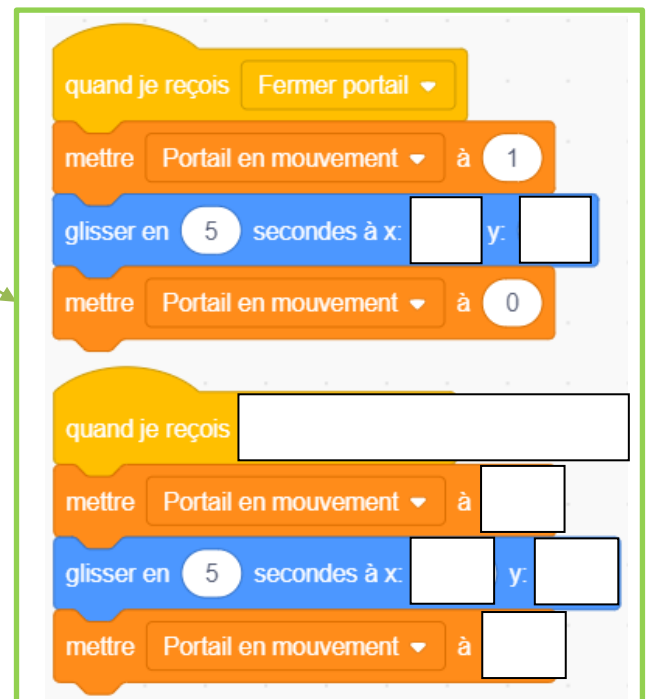 quand je reçois Fermer portail
mettre Portail en mouvement à 1
glisser en 5 secondes à x: y:
mettre Portail en mouvement à 0
quand je reçois
mettre Portail en mouvement à
glisser en 5 secondes à x: y:
mettre Portail en mouvement à